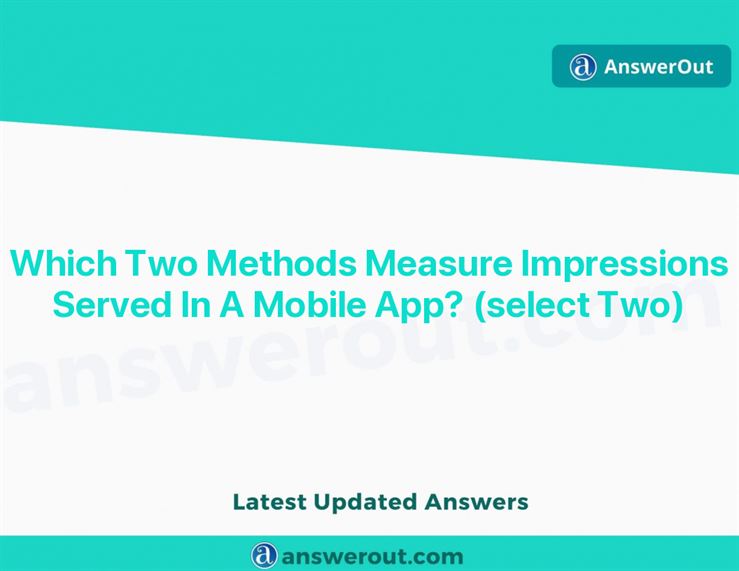 AnswerOut
Which Two Methods Measure Impressions
Served In A Mobile App? (select Two)
answerout.com
Latest Updated Answers
answerout.com